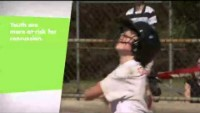 Youth are
more at risk for
concussion.